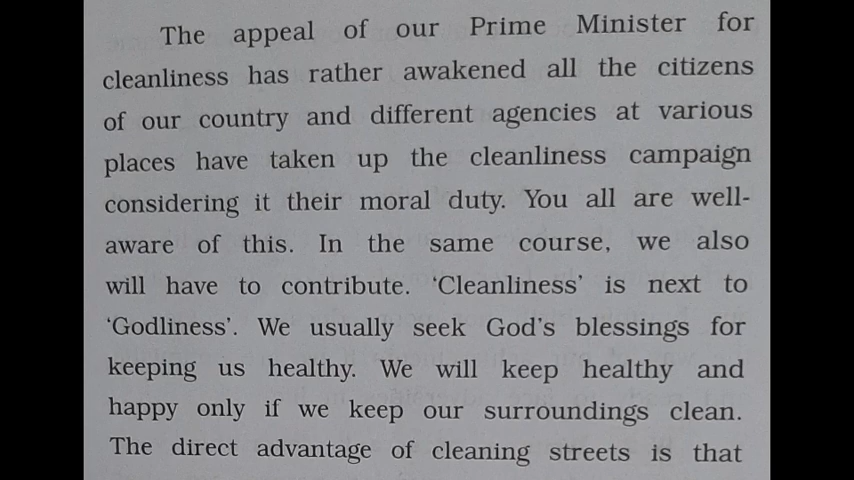 The appeal of our Prime Minister for
cleanliness has rather awakened all the citizens
of our country and different agencies at various
places have taken up the cleanliness campaign
considering it their moral duty. You all are well-
aware of this. In the same course, we also
will have to contribute. ‘Cleanliness’ is next to
‘Godliness’. We usually seek God’s blessings for
keeping us healthy. We will keep healthy and
happy only if we keep our surroundings clean.
The direct advantage of cleaning streets is that